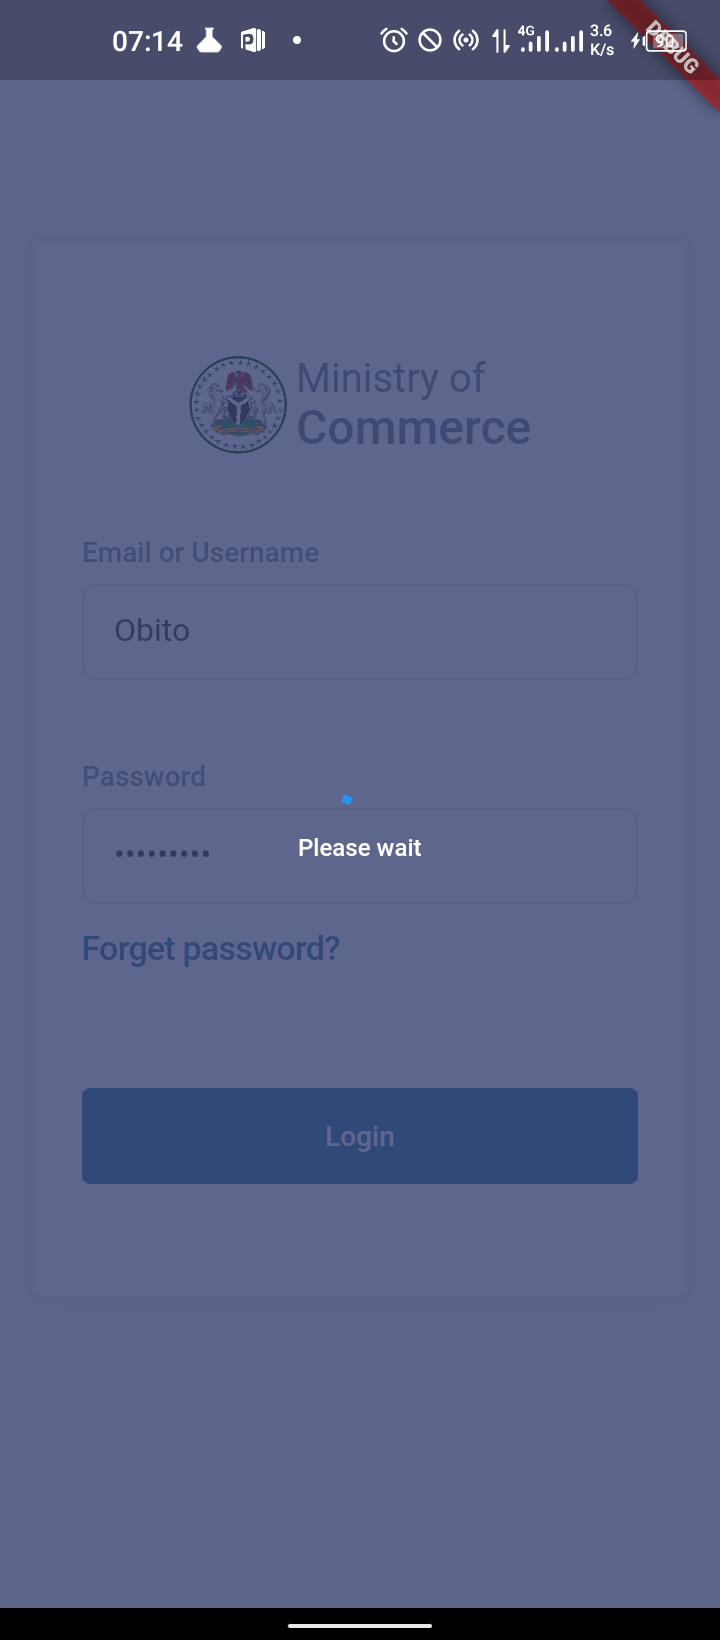 07:14
4G
3.6
K/s
90
DEBUG
Ministry of
Commerce
Email or Username
Obito
Password
•••••••••
Please wait
Forget password?
Login